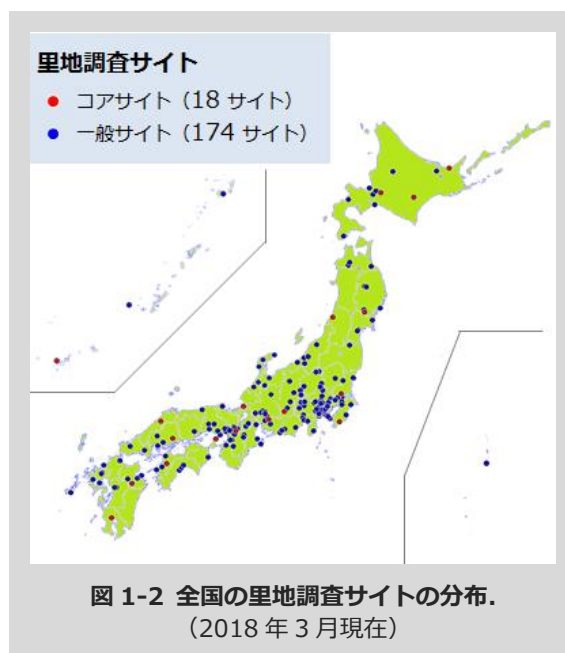 里地調査サイト
コアサイト（18 サイト）
一般サイト（174 サイト）
図 1-2 全国の里地調査サイトの分布.
（2018 年 3 月現在）